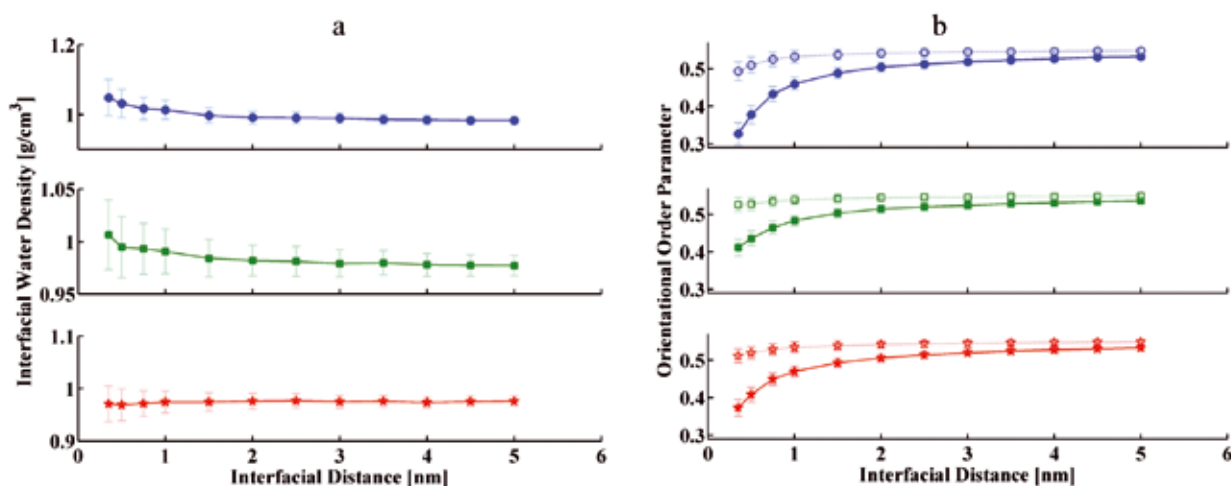 a
b
Interfacial Water Density [g/cm³]
1.2
1
1.05
1
0.95
1.1
1
0.9
0 1 2 3 4 5 6
Interfacial Distance [nm]
Orientational Order Parameter
0.5
0.4
0.3
0.5
0.4
0.3
0.5
0.4
0.3
0 1 2 3 4 5 6
Interfacial Distance [nm]